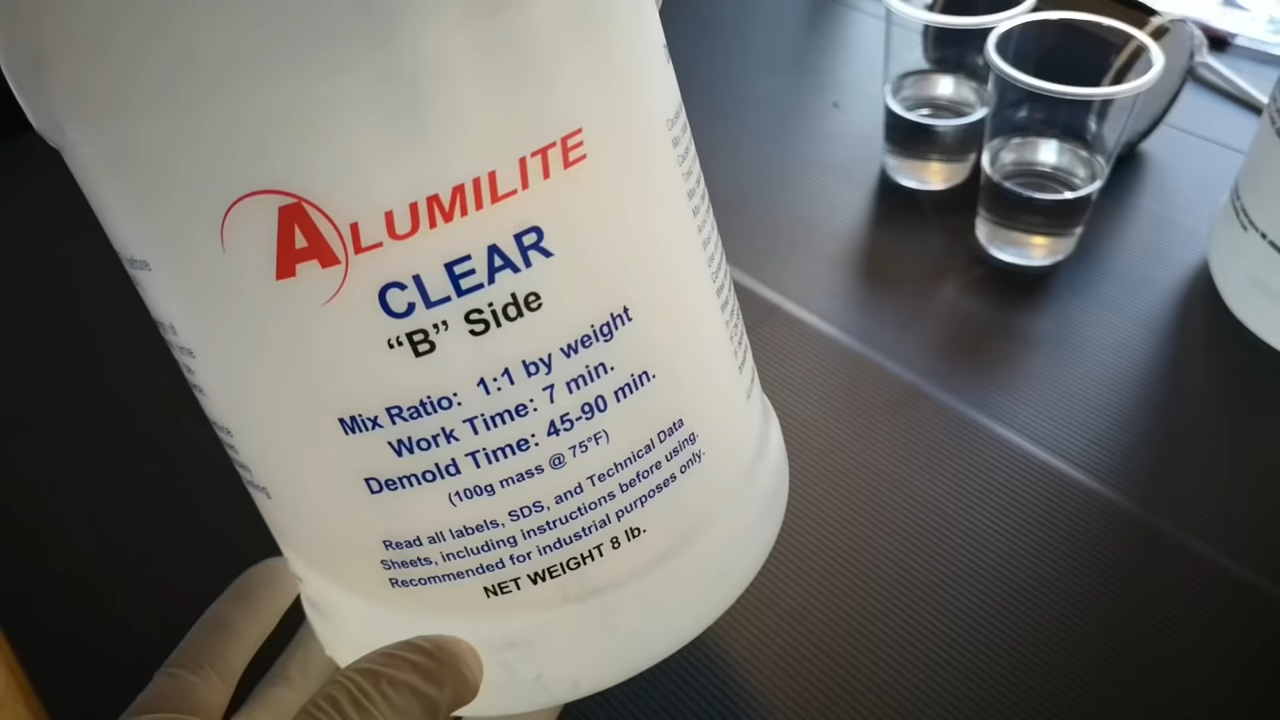 ALUMILITE
CLEAR
“B” Side
Mix Ratio: 1:1 by weight
Work Time: 7 min.
Demold Time: 45-90 min.
(100g mass @ 75°F)
Read all labels, SDS, and Technical Data
Sheets, including instructions before using.
Recommended for industrial purposes only.
NET WEIGHT 8 lb.